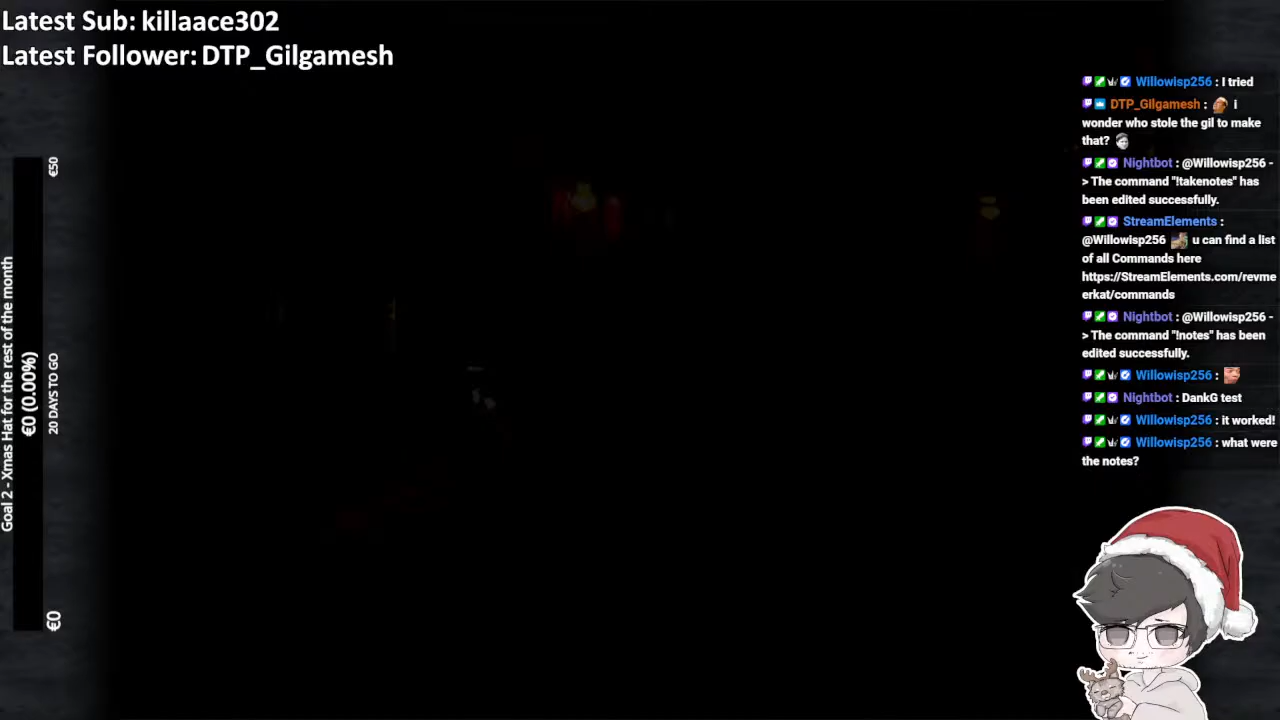 Latest Sub: killaace302
Latest Follower: DTP_Gilgamesh
Goal 2 - Xmas Hat for the rest of the month
€0 (0.00%)
20 DAYS TO GO
€50
€0
Willowisp256 : I tried
DTP_Gilgamesh : i
wonder who stole the gil to make
that?
Nightbot : @Willowisp256 -
> The command "!takenotes" has
been edited successfully.
StreamElements :
@Willowisp256 u can find a list
of all Commands here
https://StreamElements.com/revme
erkat/commands
Nightbot : @Willowisp256 -
> The command "!notes" has been
edited successfully.
Willowisp256 :
Nightbot : DankG test
Willowisp256 : it worked!
Willowisp256 : what were
the notes?